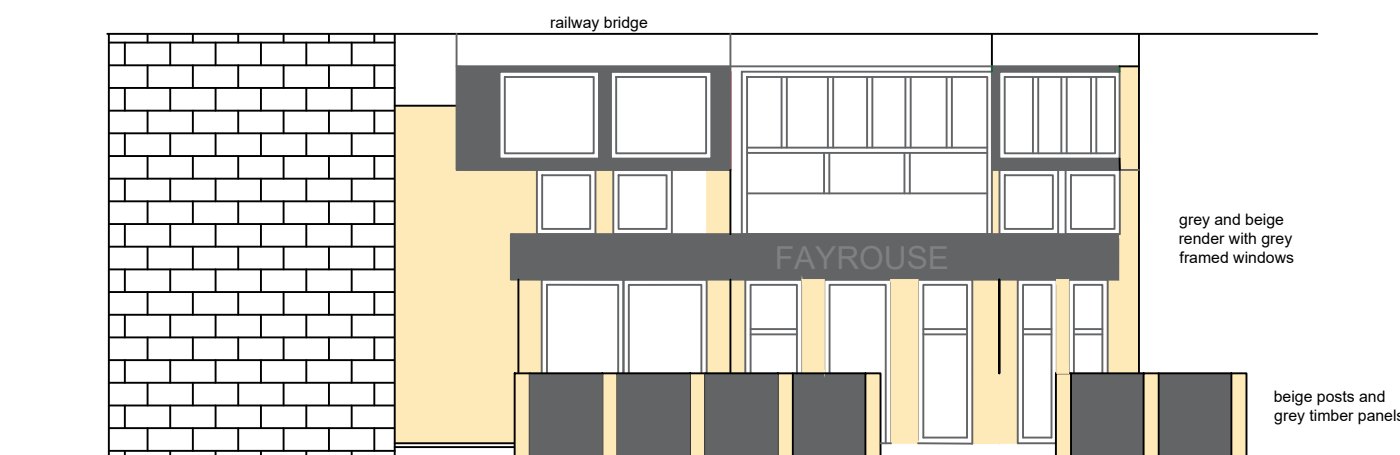 railway bridge
FAYROUSE
grey and beige
render with grey
framed windows
beige posts and
grey timber panels